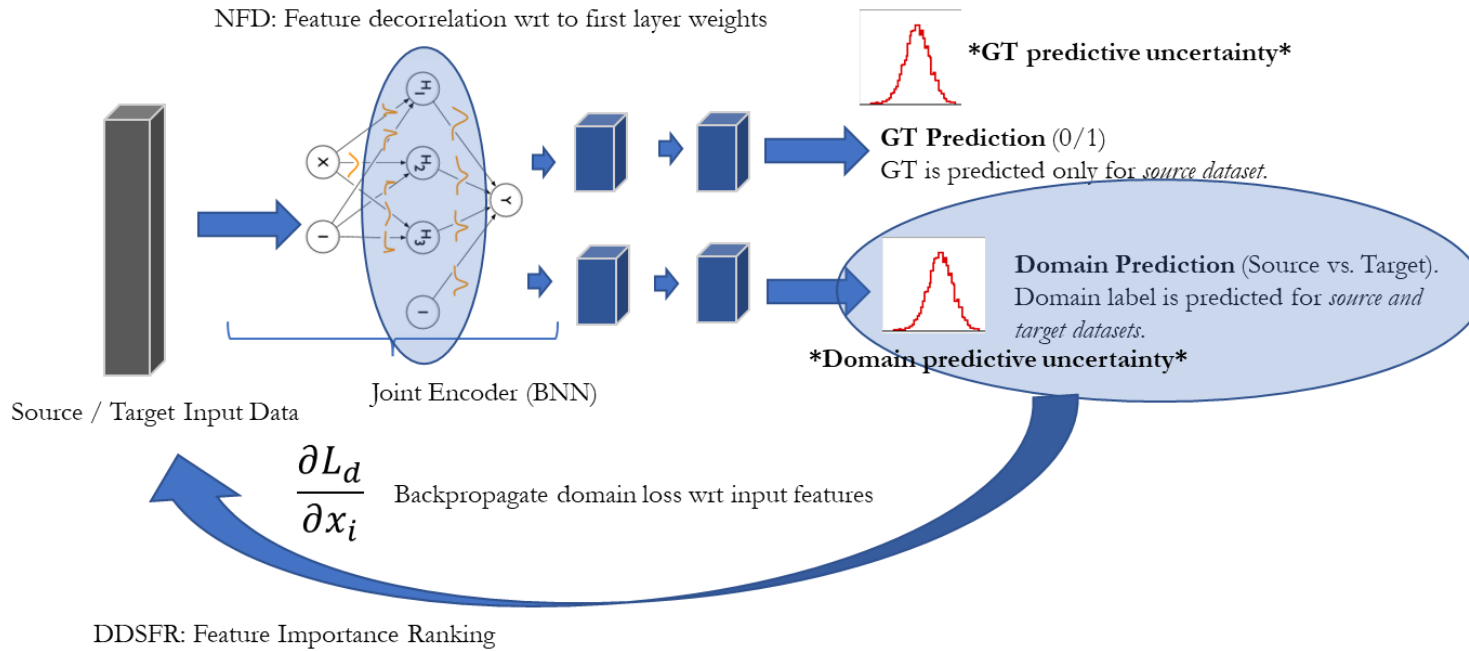 NFD: Feature decorrelation wrt to first layer weights
*GT predictive uncertainty*
GT Prediction (0/1)
GT is predicted only for source dataset.
X
I
H₁
H₂
H₃
I
Y
Domain Prediction (Source vs. Target).
Domain label is predicted for source and
target datasets.
*Domain predictive uncertainty*
Joint Encoder (BNN)
Source / Target Input Data
∂L_d
∂x_i
Backpropagate domain loss wrt input features
DDSFR: Feature Importance Ranking